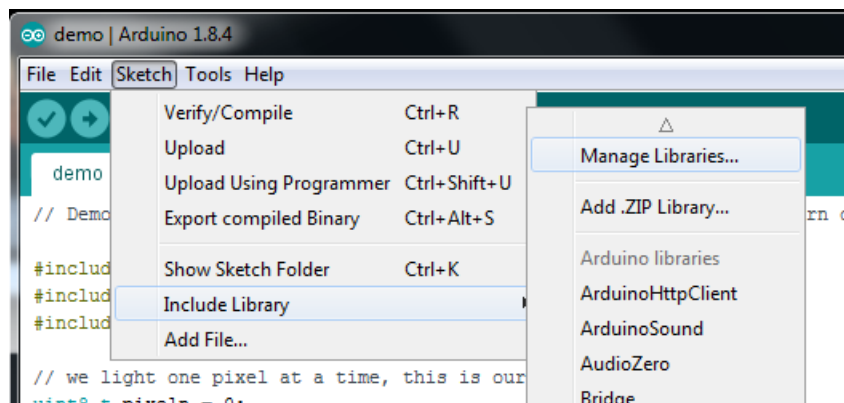 demo | Arduino 1.8.4
File Edit Sketch Tools Help
Verify/Compile Ctrl+R
Upload Ctrl+U
Upload Using Programmer Ctrl+Shift+U
Export compiled Binary Ctrl+Alt+S
Show Sketch Folder Ctrl+K
Include Library
Add File...
Manage Libraries...
Add .ZIP Library...
Arduino libraries
ArduinoHttpClient
ArduinoSound
AudioZero
Bridge
demo
// Demo
#includ
#includ
#includ
// we light one pixel at a time, this is our